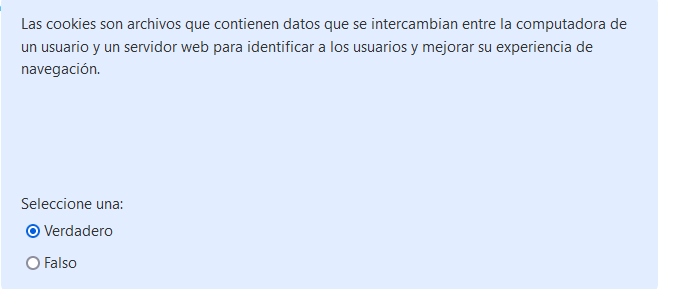 Las cookies son archivos que contienen datos que se intercambian entre la computadora de
un usuario y un servidor web para identificar a los usuarios y mejorar su experiencia de
navegación.
Seleccione una:
Verdadero
Falso